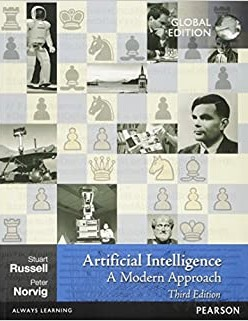 GLOBAL
EDITION
Stuart
Russell
Peter
Norvig
Artificial Intelligence
A Modern Approach
Third Edition
ALWAYS LEARNING
PEARSON